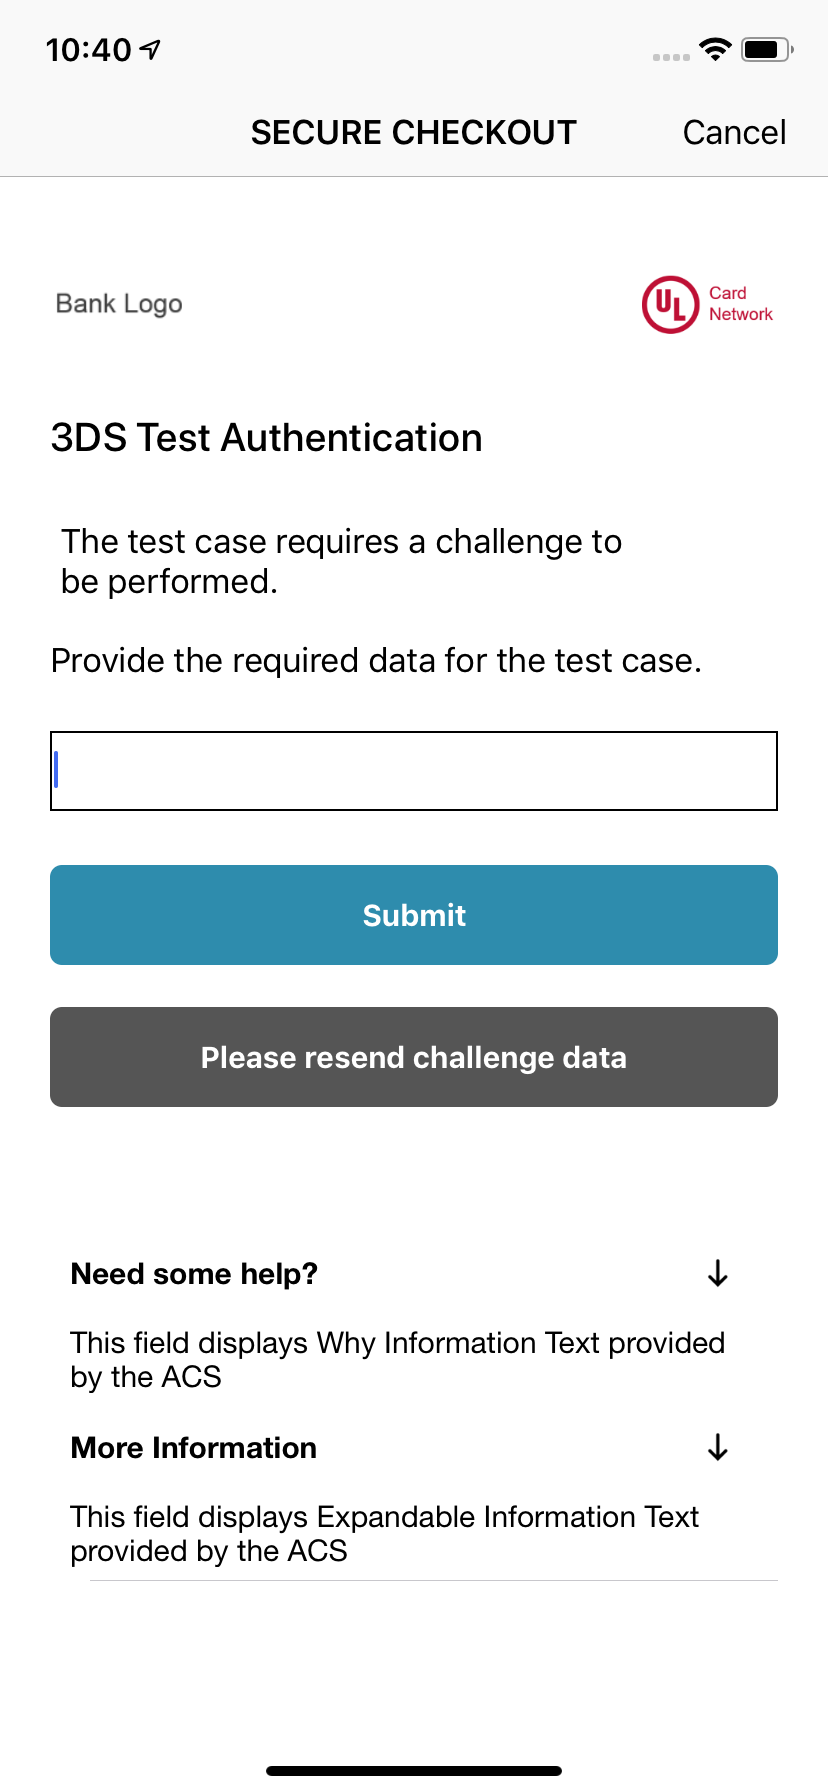 10:40
SECURE CHECKOUT Cancel
Bank Logo
UL Card
Network
3DS Test Authentication
The test case requires a challenge to
be performed.
Provide the required data for the test case.
Submit
Please resend challenge data
Need some help?
This field displays Why Information Text provided
by the ACS
More Information
This field displays Expandable Information Text
provided by the ACS